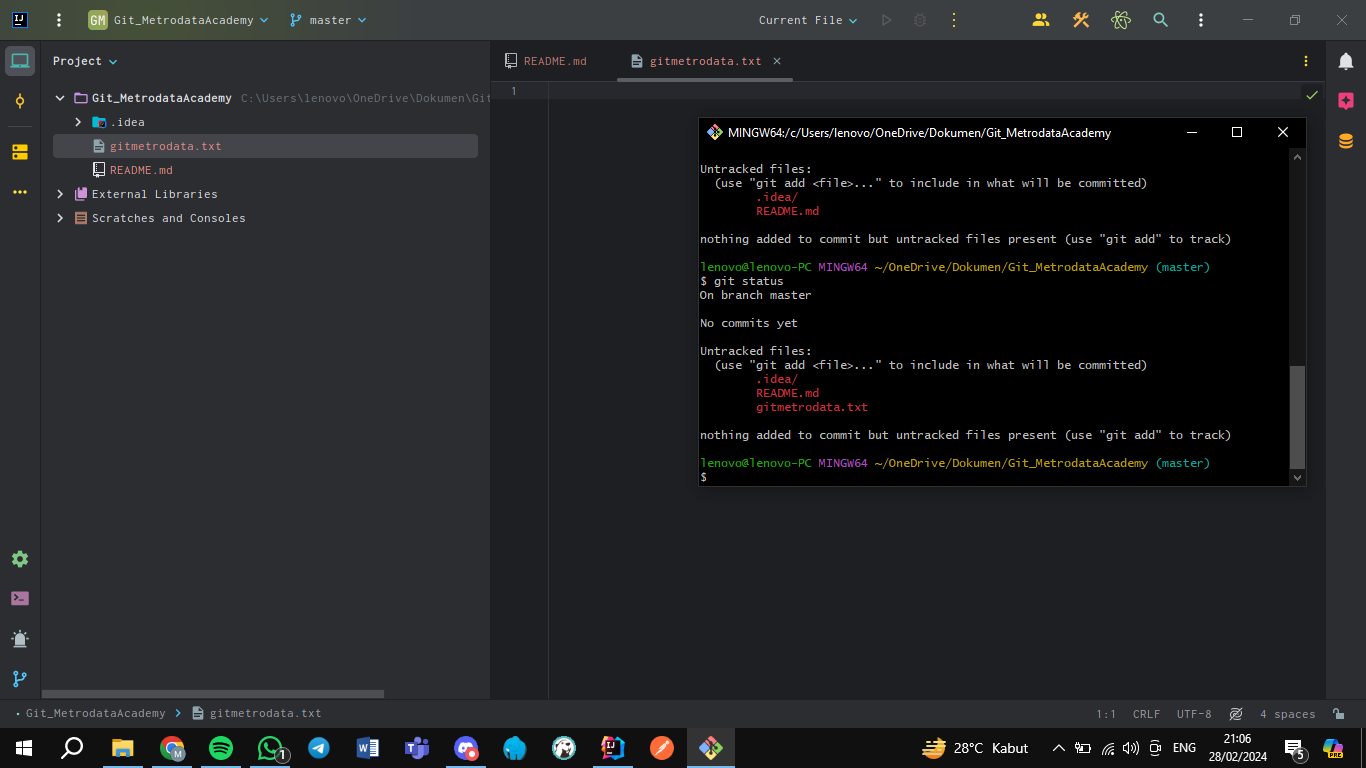 GM Git_MetrodataAcademy master Current File
Project
README.md gitmetrodata.txt
Git_MetrodataAcademy C:\Users\lenovo\OneDrive\Dokumen\Git
.idea
gitmetrodata.txt
README.md
External Libraries
Scratches and Consoles
1
MINGW64:/c/Users/lenovo/OneDrive/Dokumen/Git_MetrodataAcademy
Untracked files:
(use "git add <file>..." to include in what will be committed)
.idea/
README.md
nothing added to commit but untracked files present (use "git add" to track)
lenovo@lenovo-PC MINGW64 ~/OneDrive/Dokumen/Git_MetrodataAcademy (master)
$ git status
On branch master
No commits yet
Untracked files:
(use "git add <file>..." to include in what will be committed)
.idea/
README.md
gitmetrodata.txt
nothing added to commit but untracked files present (use "git add" to track)
lenovo@lenovo-PC MINGW64 ~/OneDrive/Dokumen/Git_MetrodataAcademy (master)
$
Git_MetrodataAcademy gitmetrodata.txt 1:1 CRLF UTF-8 4 spaces
28°C Kabut ENG 21:06
28/02/2024